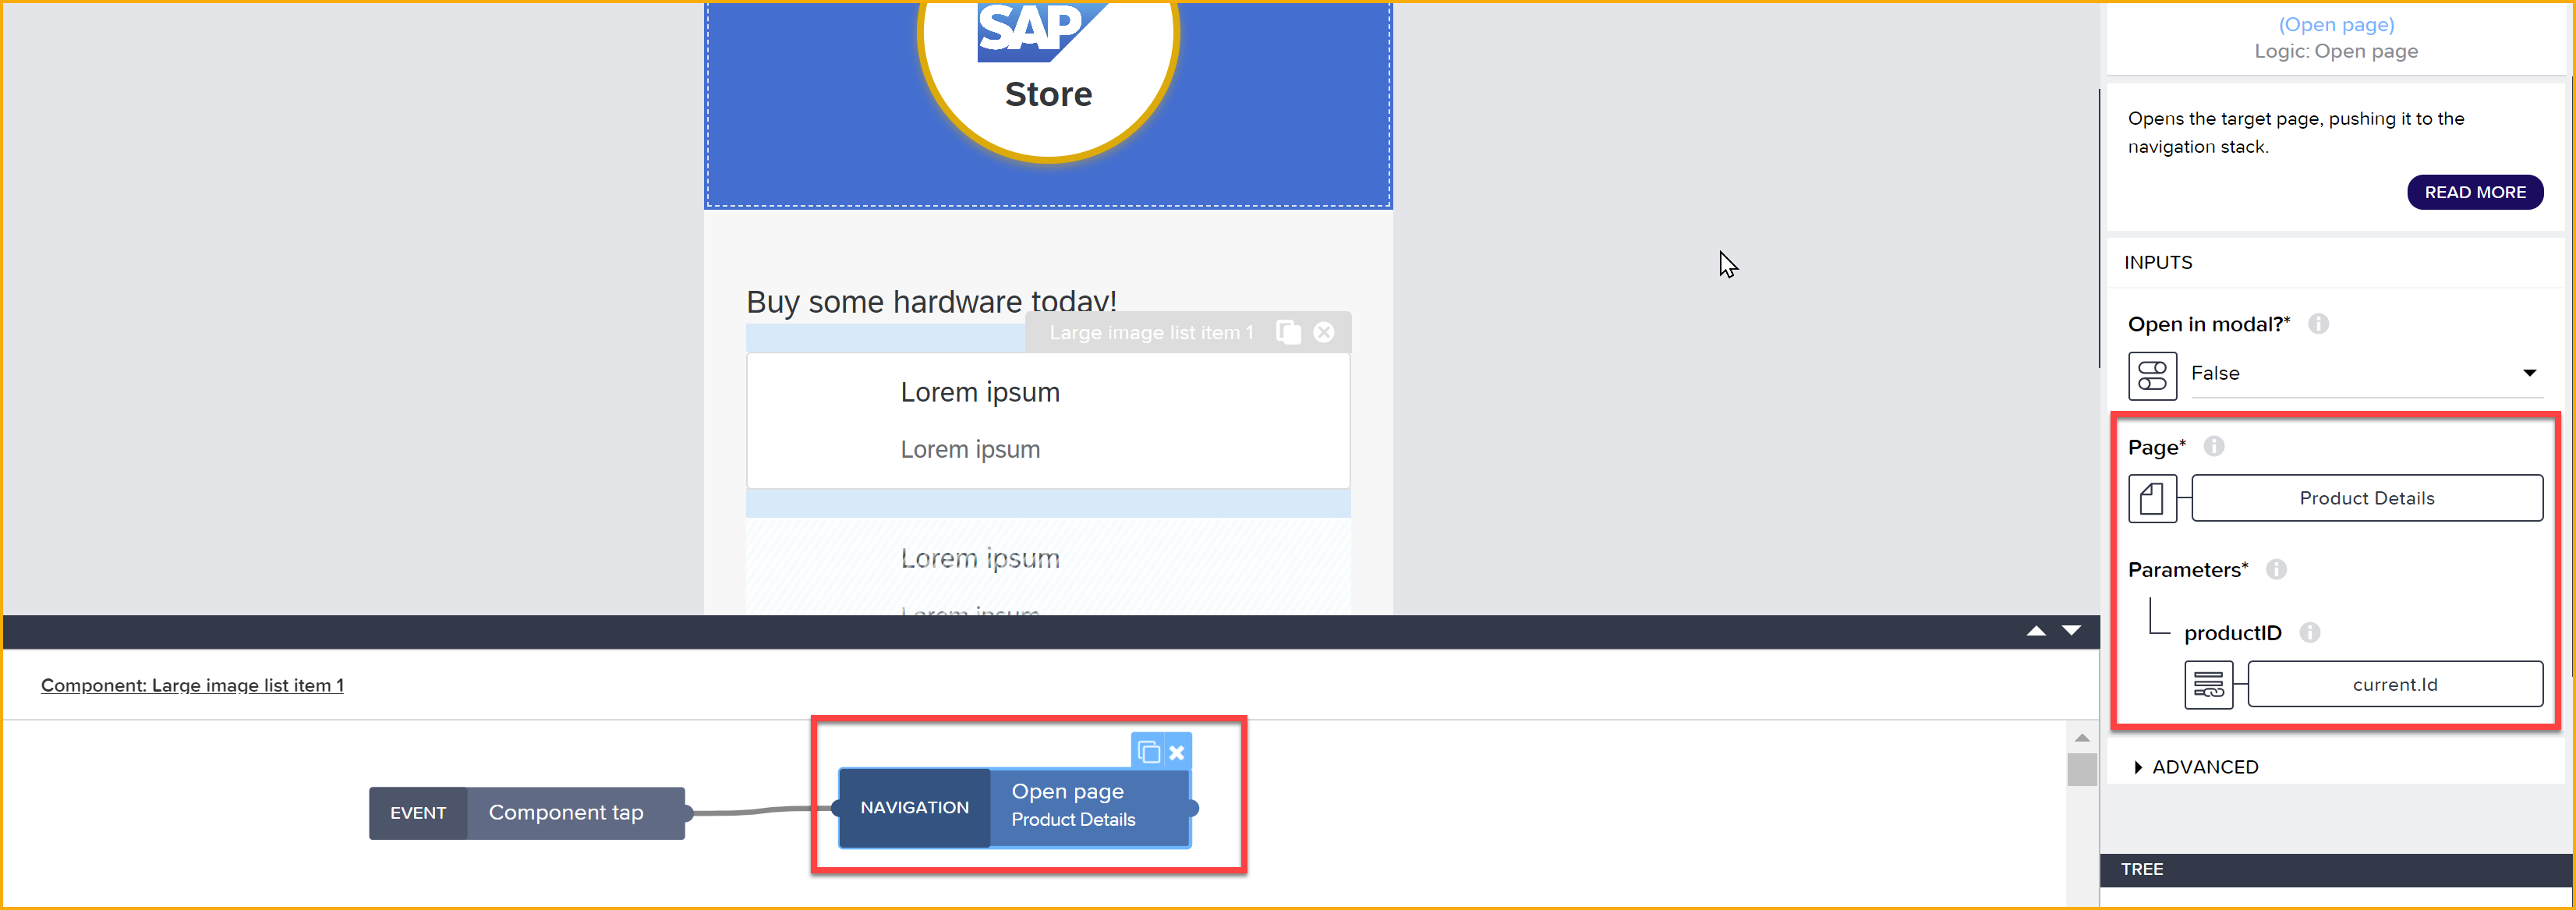 SAP
Store
Buy some hardware today!
Large image list item 1
Lorem ipsum
Lorem ipsum
Lorem ipsum
Lorem ipsum
Component: Large image list item 1
EVENT
Component tap
NAVIGATION
Open page
Product Details
(Open page)
Logic: Open page
Opens the target page, pushing it to the
navigation stack.
READ MORE
INPUTS
Open in modal?*
False
Page*
Product Details
Parameters*
productID
current.Id
ADVANCED
TREE